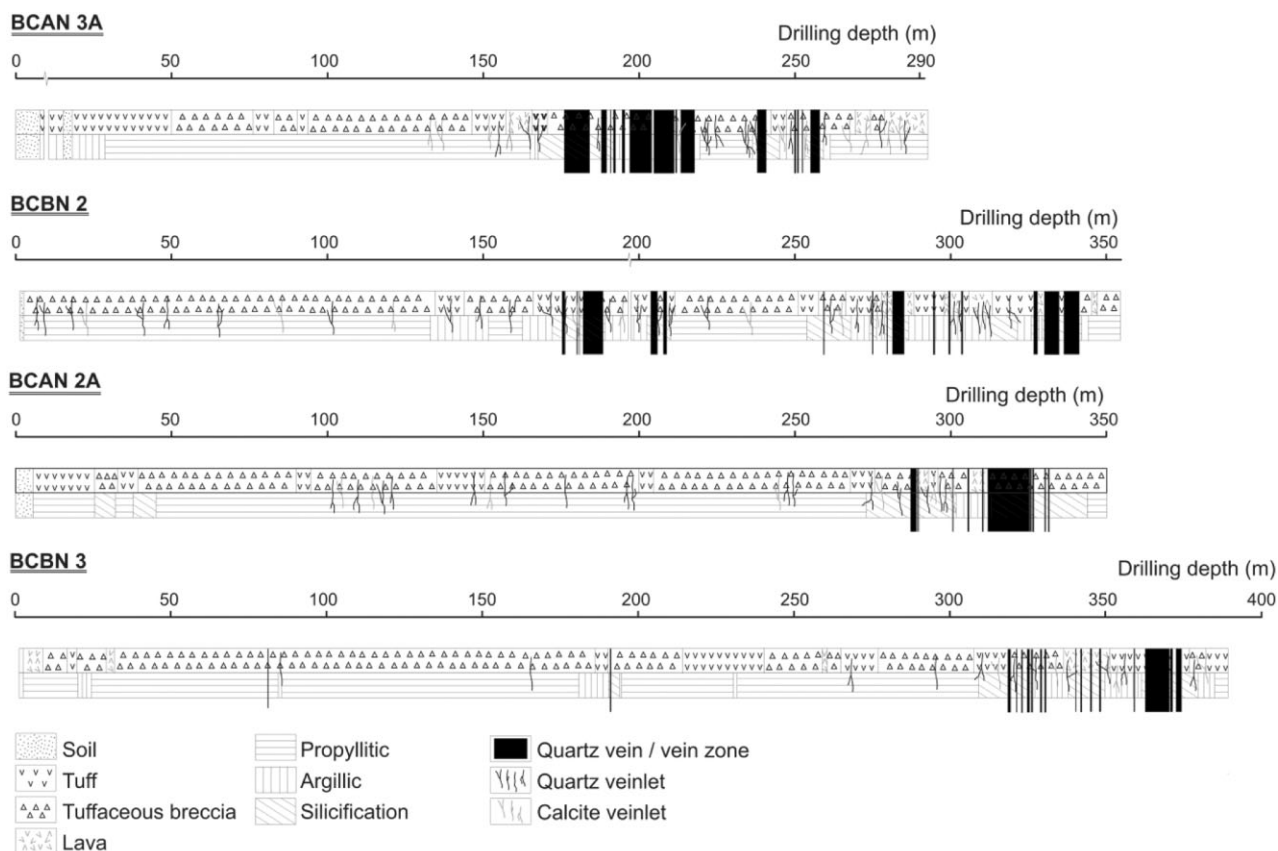 BCAN 3A
Drilling depth (m)
0 50 100 150 200 250 290
BCBN 2
Drilling depth (m)
0 50 100 150 200 250 300 350
BCAN 2A
Drilling depth (m)
0 50 100 150 200 250 300 350
BCBN 3
Drilling depth (m)
0 50 100 150 200 250 300 350 400
Soil Propyllitic Quartz vein / vein zone
Tuff Argillic Quartz veinlet
Tuffaceous breccia Silicification Calcite veinlet
Lava